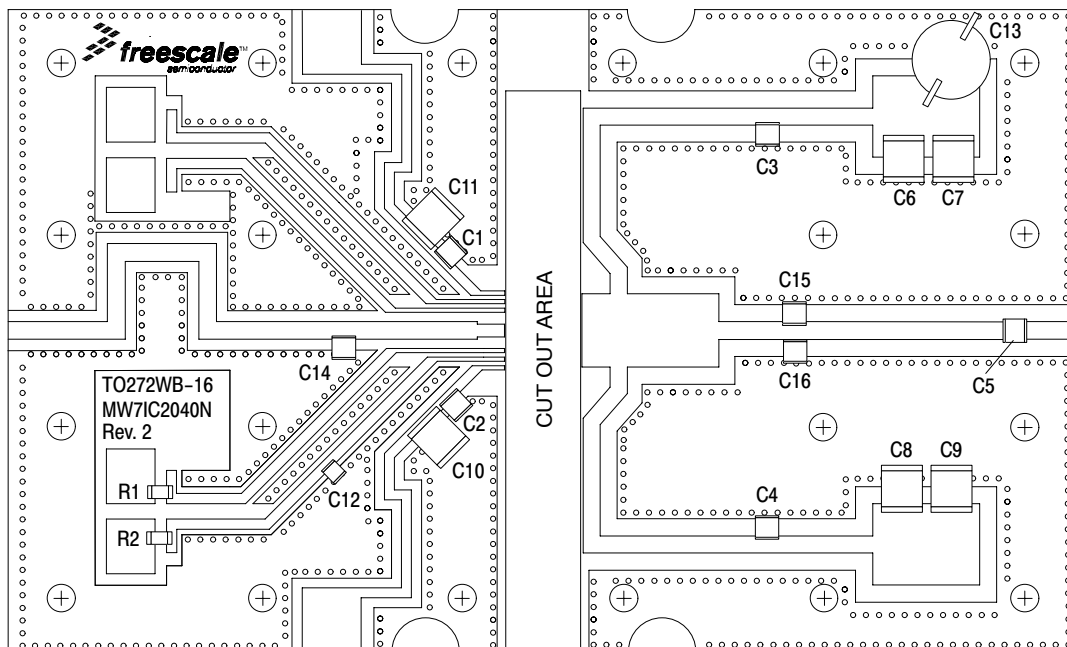 freescale™
semiconductor
C13
C3
C6
C7
C11
C1
CUT OUT AREA
C15
C14
C16
C5
TO272WB-16
MW7IC2040N
Rev. 2
C2
C10
C12
R1
R2
C8
C9
C4